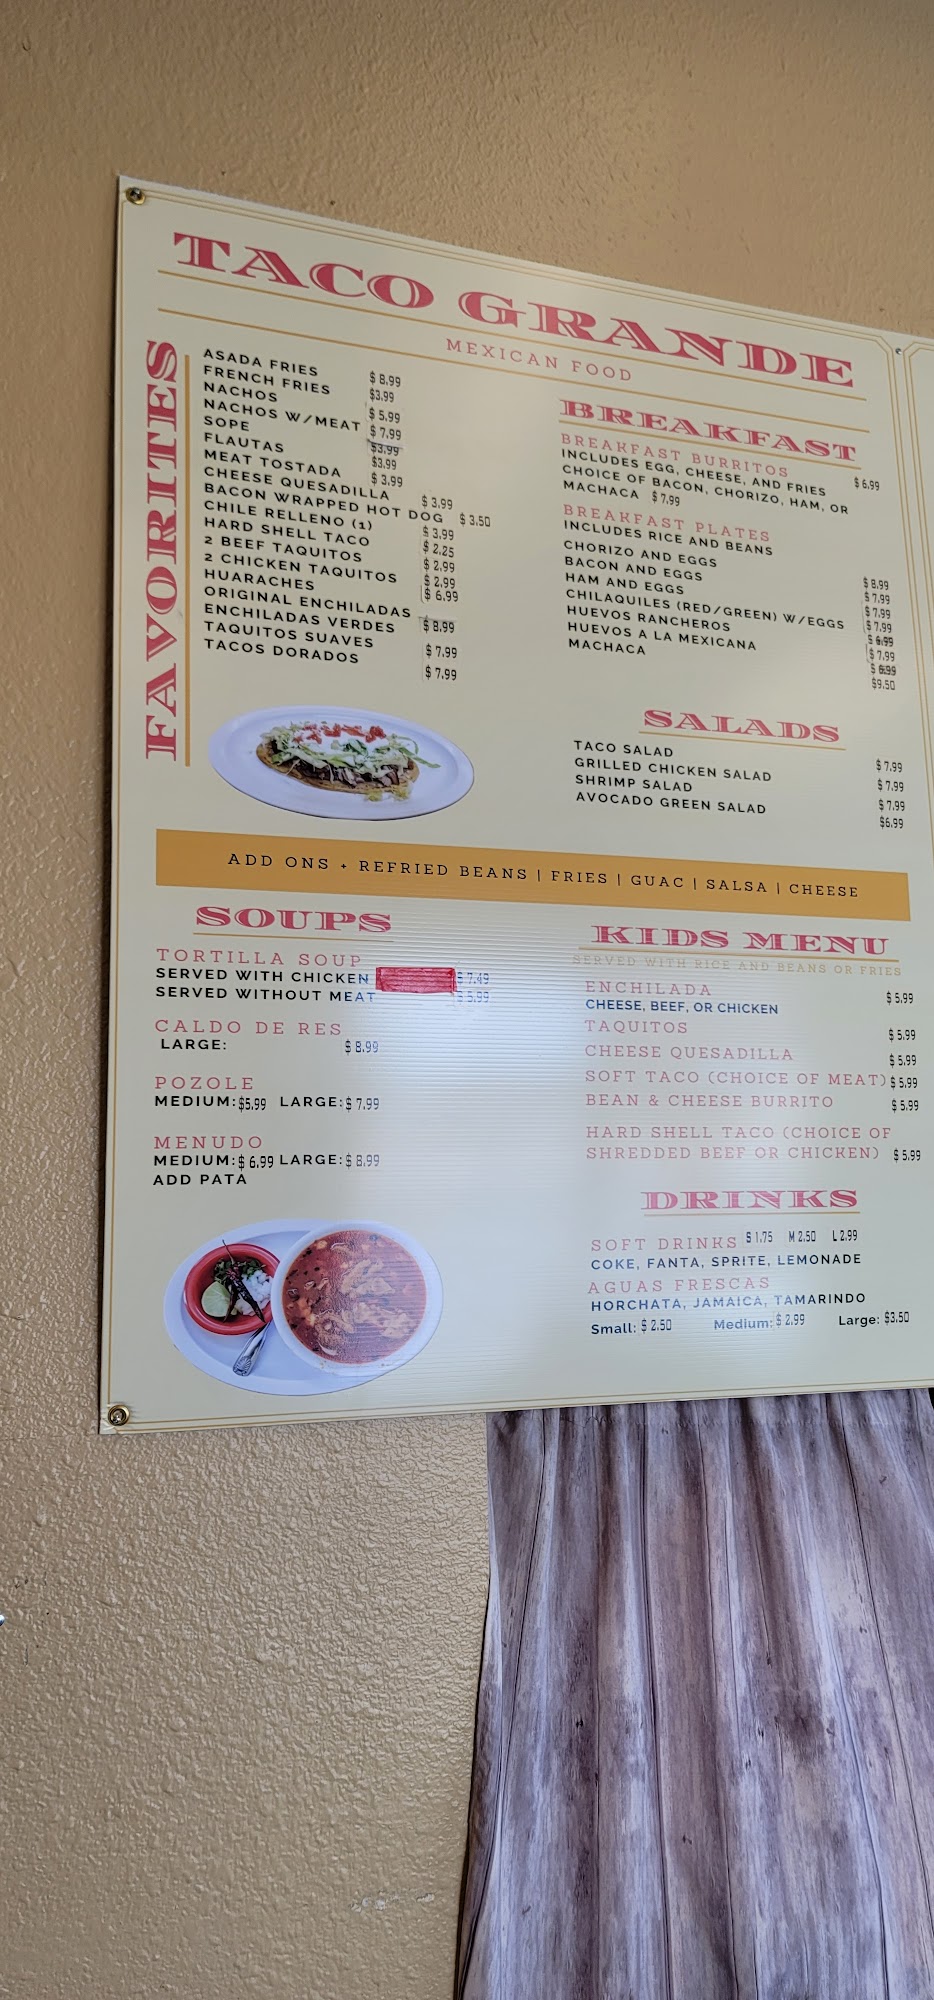 TACO GRANDE
MEXICAN FOOD
FAVORITES
ASADA FRIES $8.99
FRENCH FRIES $3.99
NACHOS $5.99
NACHOS W/MEAT $7.99
SOPE $3.99
FLAUTAS $3.99
MEAT TOSTADA $3.99
CHEESE QUESADILLA $3.99
BACON WRAPPED HOT DOG $3.50
CHILE RELLENO (1) $3.99
HARD SHELL TACO $2.25
2 BEEF TAQUITOS $2.99
2 CHICKEN TAQUITOS $2.99
HUARACHES $6.99
ORIGINAL ENCHILADAS $8.99
ENCHILADAS VERDES
TAQUITOS SUAVES $7.99
TACOS DORADOS $7.99
BREAKFAST
BREAKFAST BURRITOS
INCLUDES EGG, CHEESE, AND FRIES $6.99
CHOICE OF BACON, CHORIZO, HAM, OR
MACHACA $7.99
BREAKFAST PLATES
INCLUDES RICE AND BEANS
CHORIZO AND EGGS $8.99
BACON AND EGGS $7.99
HAM AND EGGS $7.99
CHILAQUILES (RED/GREEN) W/EGGS $7.99
HUEVOS RANCHEROS $6.99
HUEVOS A LA MEXICANA $7.99
MACHACA $6.99
$9.50
SALADS
TACO SALAD $7.99
GRILLED CHICKEN SALAD $7.99
SHRIMP SALAD $7.99
AVOCADO GREEN SALAD $6.99
ADD ONS + REFRIED BEANS | FRIES | GUAC | SALSA | CHEESE
SOUPS
TORTILLA SOUP
SERVED WITH CHICKEN $7.49
SERVED WITHOUT MEAT $5.99
CALDO DE RES
LARGE: $8.99
POZOLE
MEDIUM:$5.99 LARGE:$7.99
MENUDO
MEDIUM:$6.99 LARGE:$8.99
ADD PATA
KIDS MENU
SERVED WITH RICE AND BEANS OR FRIES
ENCHILADA $5.99
CHEESE, BEEF, OR CHICKEN
TAQUITOS $5.99
CHEESE QUESADILLA $5.99
SOFT TACO (CHOICE OF MEAT) $5.99
BEAN & CHEESE BURRITO $5.99
HARD SHELL TACO (CHOICE OF
SHREDDED BEEF OR CHICKEN) $5.99
DRINKS
SOFT DRINKS S 1.75 M 2.50 L 2.99
COKE, FANTA, SPRITE, LEMONADE
AGUAS FRESCAS
HORCHATA, JAMAICA, TAMARINDO
Small: $2.50 Medium: $2.99 Large: $3.50